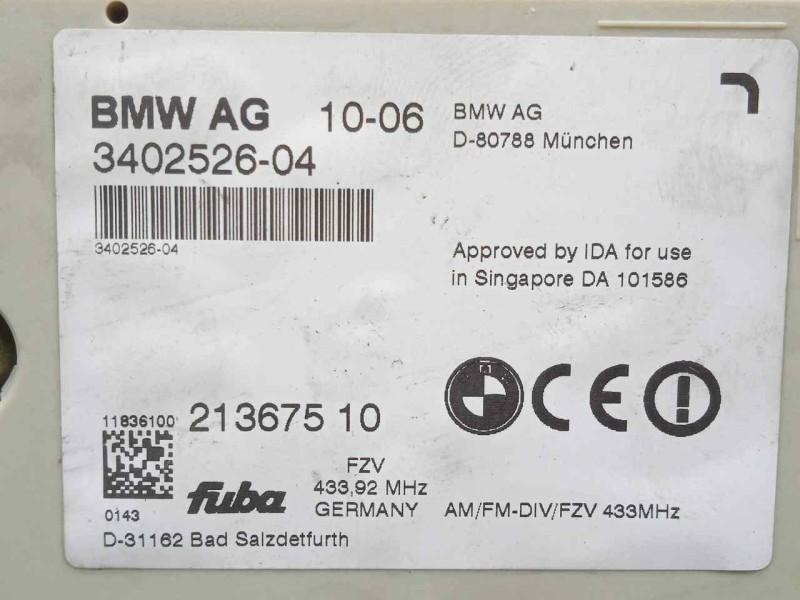 BMW AG 10-06
3402526-04
3402526-04
BMW AG
D-80788 München
Approved by IDA for use
in Singapore DA 101586
CE
11836100
213675 10
0143
fuba
FZV
433,92 MHz
GERMANY
AM/FM-DIV/FZV 433MHz
D-31162 Bad Salzdetfurth